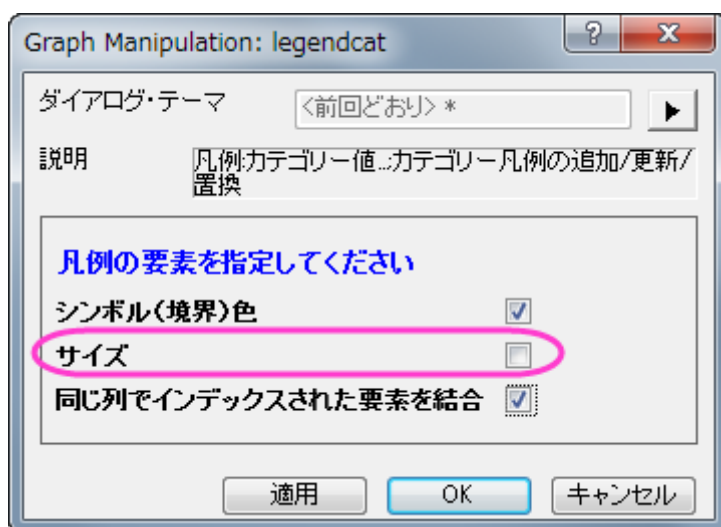 Graph Manipulation: legendcat
ダイアログ・テーマ <前回どおり> *
説明 凡例:カテゴリー値...:カテゴリー凡例の追加/更新/
置換
凡例の要素を指定してください
シンボル(境界)色
サイズ
同じ列でインデックスされた要素を結合
適用 OK キャンセル